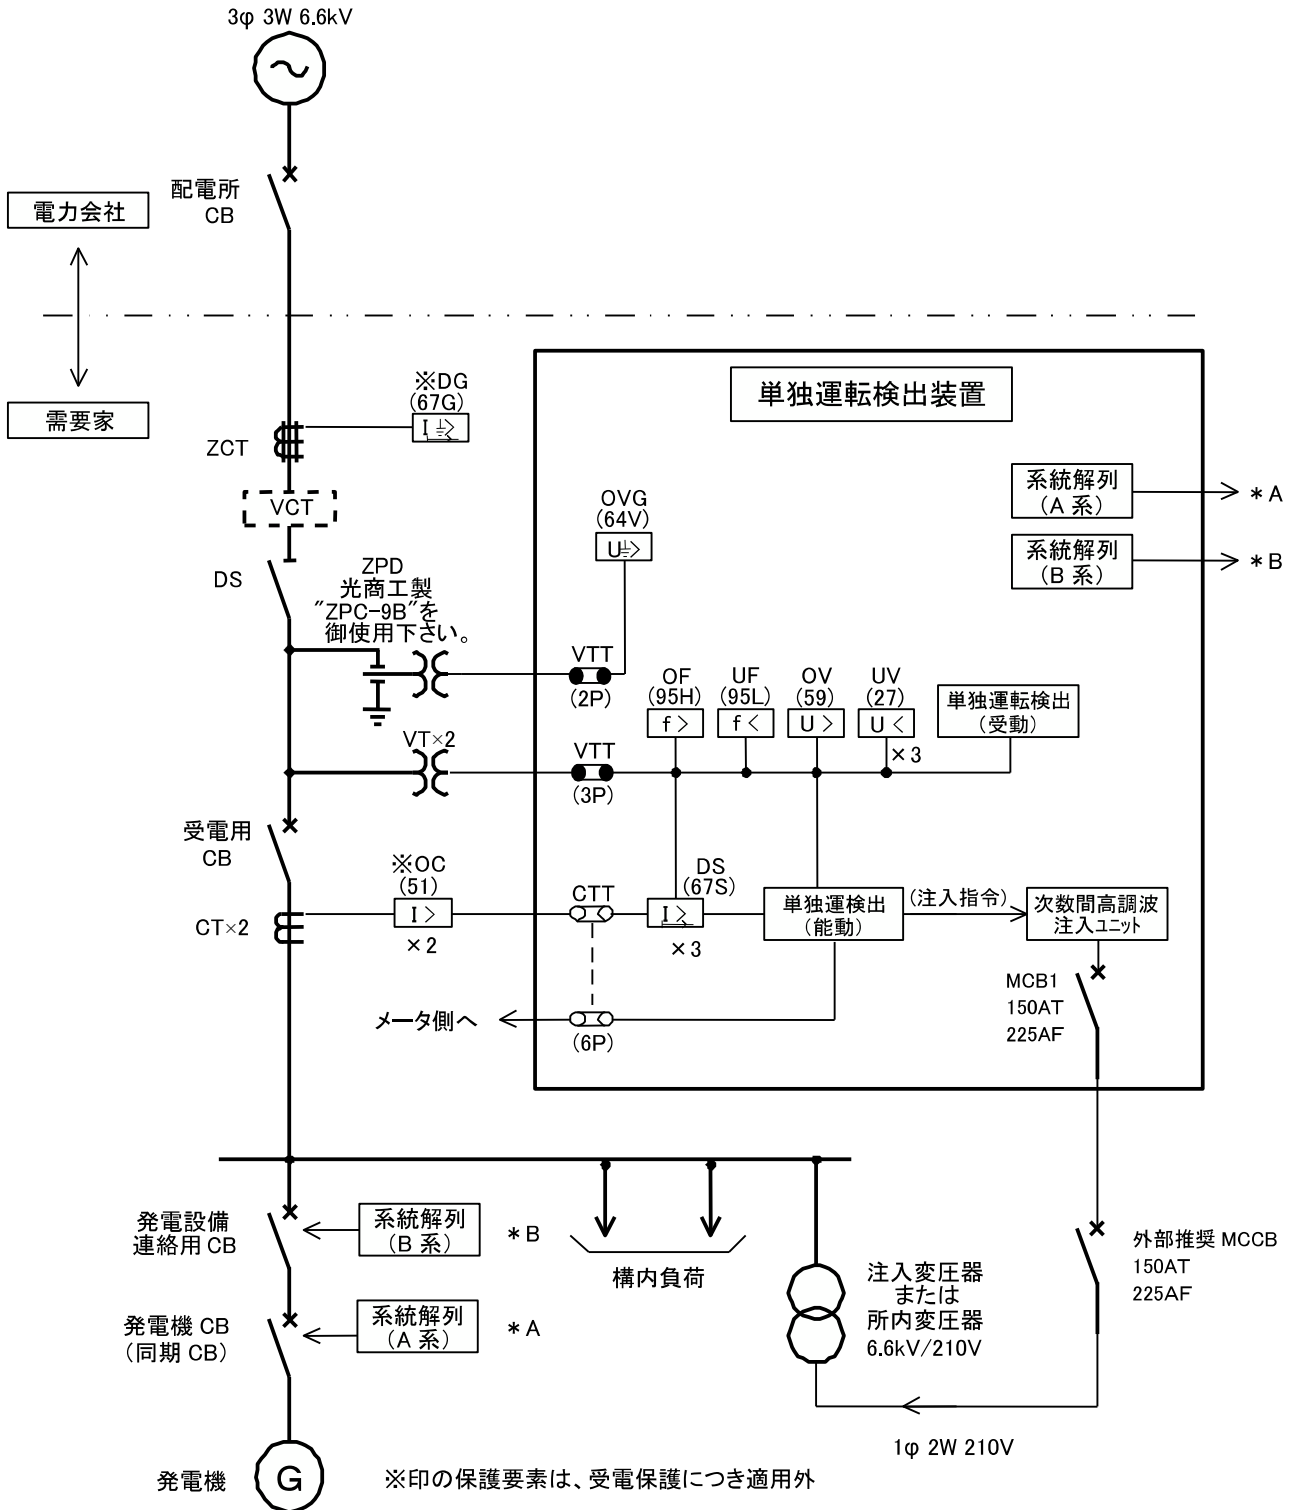 3φ 3W 6.6kV
配電所
CB
電力会社
需要家
単独運転検出装置
※DG
(67G)
I
ZCT
VCT
OVG
(64V)
U
系統解列
(A 系)
*A
系統解列
(B 系)
*B
DS
ZPD
光商工製
"ZPC-9B"を
御使用下さい。
VTT
(2P)
OF
(95H)
f >
UF
(95L)
f <
OV
(59)
U >
UV
(27)
U <
×3
単独運転検出
(受動)
VT×2
VTT
(3P)
受電用
CB
※OC
(51)
I >
×2
CT×2
CTT
DS
(67S)
I >
×3
単独運検出
(能動)
(注入指令)
次数間高調波
注入ユニット
MCB1
150AT
225AF
メータ側へ
(6P)
発電設備
連絡用 CB
系統解列
(B 系)
*B
構内負荷
発電機 CB
(同期 CB)
系統解列
(A 系)
*A
注入変圧器
または
所内変圧器
6.6kV/210V
外部推奨 MCCB
150AT
225AF
1φ 2W 210V
発電機
G
※印の保護要素は、受電保護につき適用外